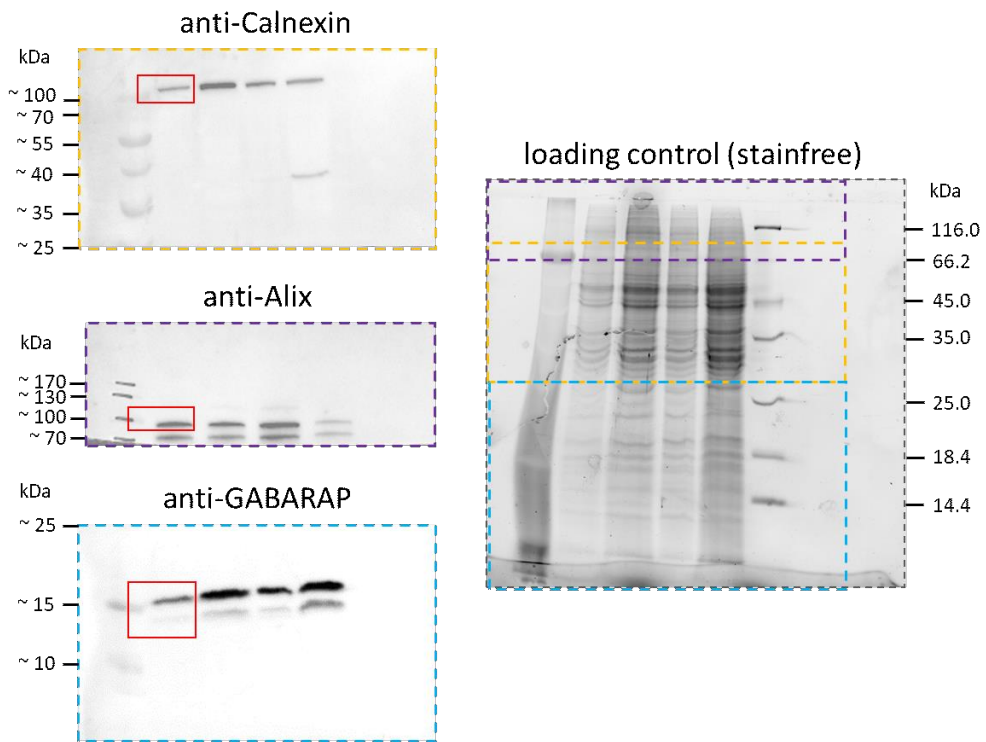 anti-Calnexin
kDa
~ 100
~ 70
~ 55
~ 40
~ 35
~ 25
anti-Alix
kDa
~ 170
~ 130
~ 100
~ 70
anti-GABARAP
kDa
~ 25
~ 15
~ 10
loading control (stainfree)
kDa
116.0
66.2
45.0
35.0
25.0
18.4
14.4